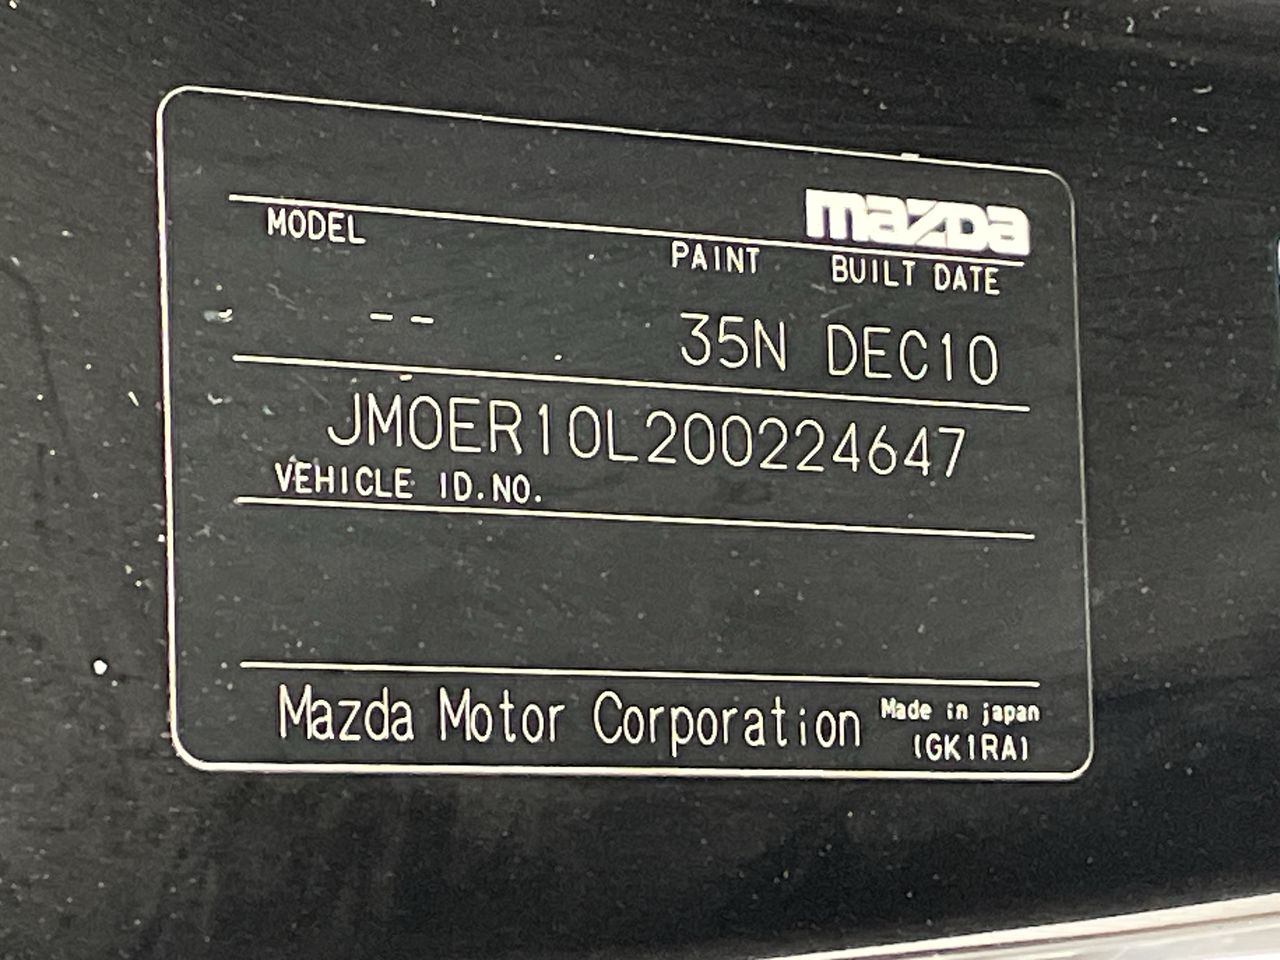 mazda
MODEL PAINT BUILT DATE
-- 35N DEC10
JM0ER10L200224647
VEHICLE ID.NO.
Mazda Motor Corporation Made in japan
(GK1RA)